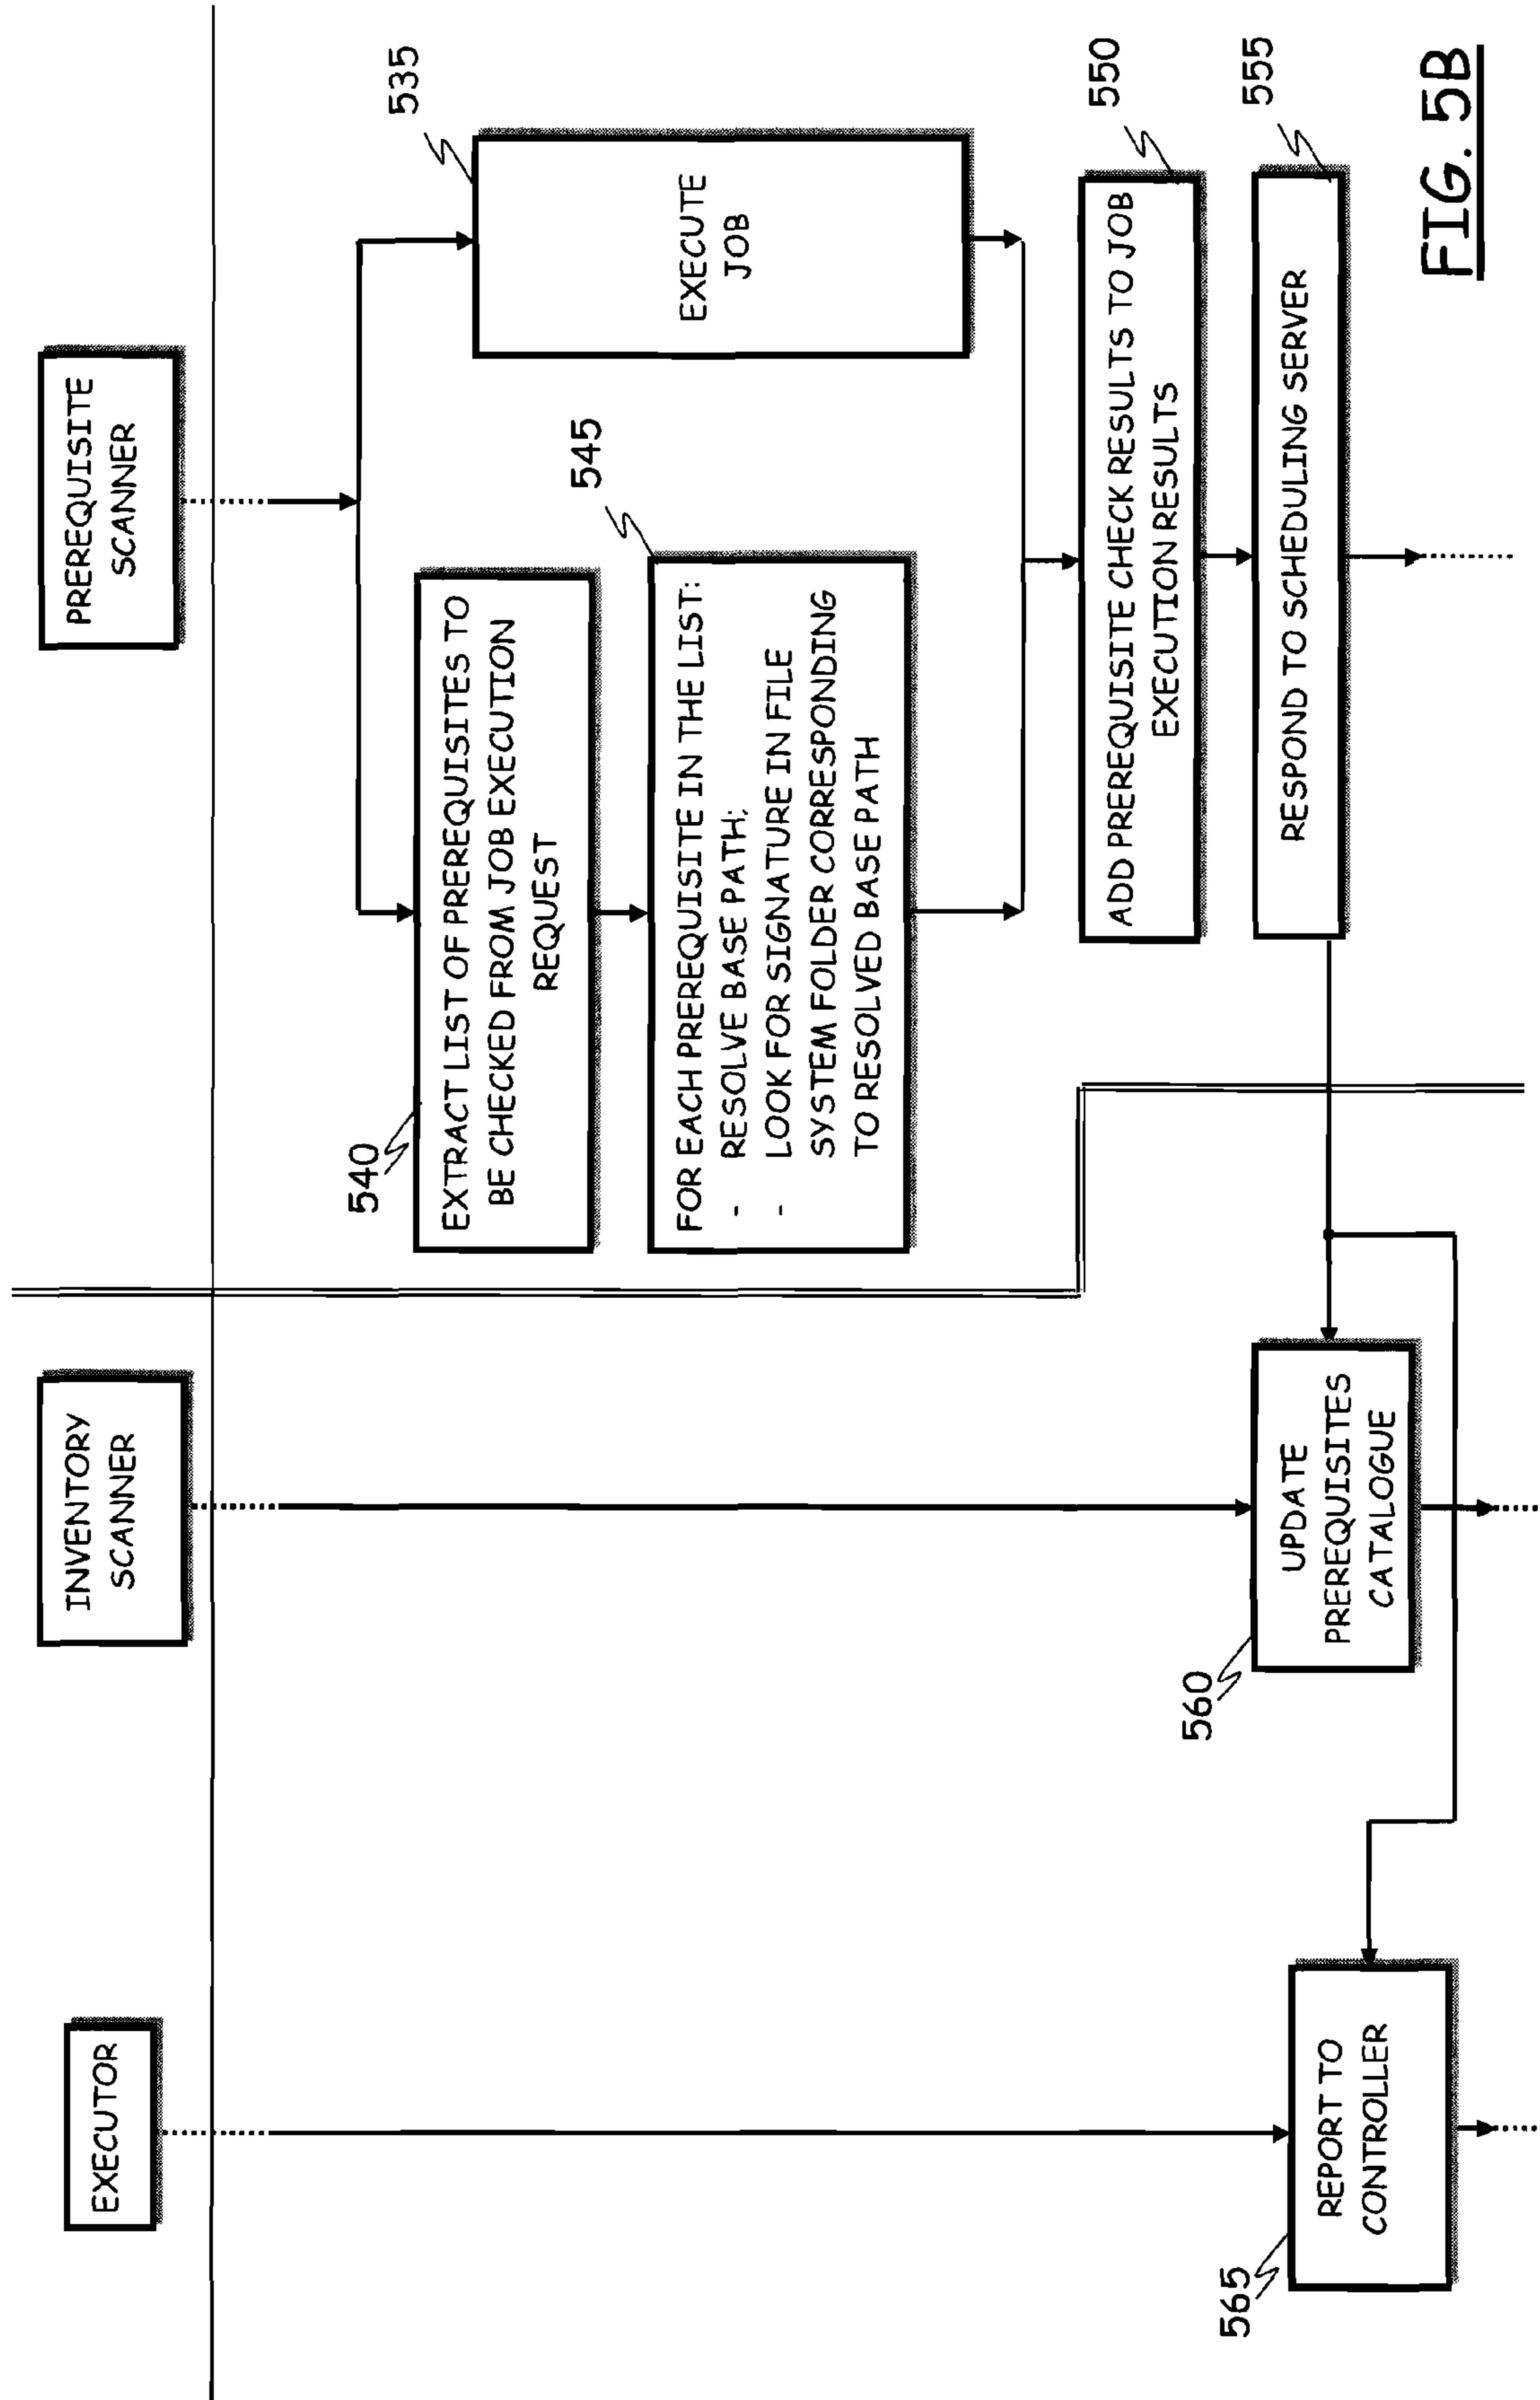 EXECUTOR
INVENTORY
SCANNER
PREREQUISITE
SCANNER
535
EXECUTE
JOB
540
EXTRACT LIST OF PREREQUISITES TO
BE CHECKED FROM JOB EXECUTION
REQUEST
545
FOR EACH PREREQUISITE IN THE LIST:
- RESOLVE BASE PATH;
- LOOK FOR SIGNATURE IN FILE
SYSTEM FOLDER CORRESPONDING
TO RESOLVED BASE PATH
550
ADD PREREQUISITE CHECK RESULTS TO JOB
EXECUTION RESULTS
555
RESPOND TO SCHEDULING SERVER
560
UPDATE
PREREQUISITES
CATALOGUE
565
REPORT TO
CONTROLLER
FIG. 5B